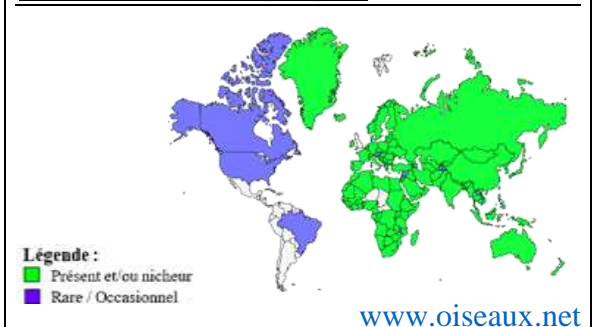 Légende :
Présent et/ou nicheur
Rare / Occasionnel
www.oiseaux.net